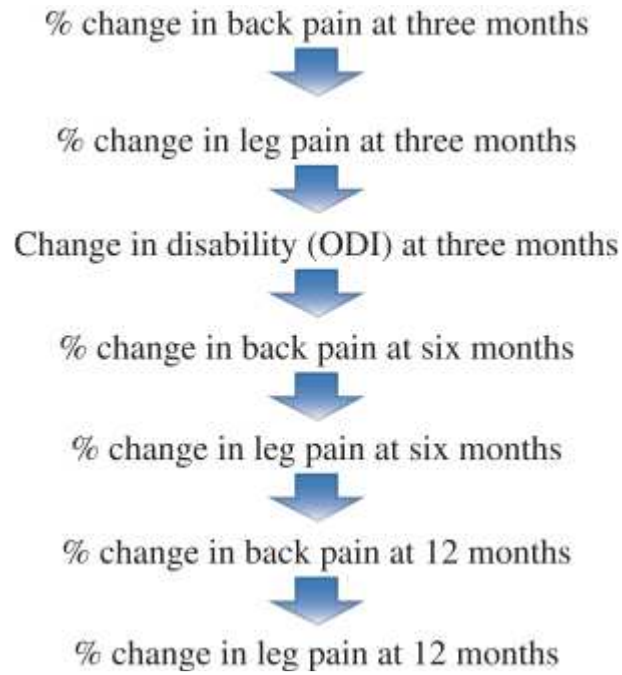 % change in back pain at three months
% change in leg pain at three months
Change in disability (ODI) at three months
% change in back pain at six months
% change in leg pain at six months
% change in back pain at 12 months
% change in leg pain at 12 months